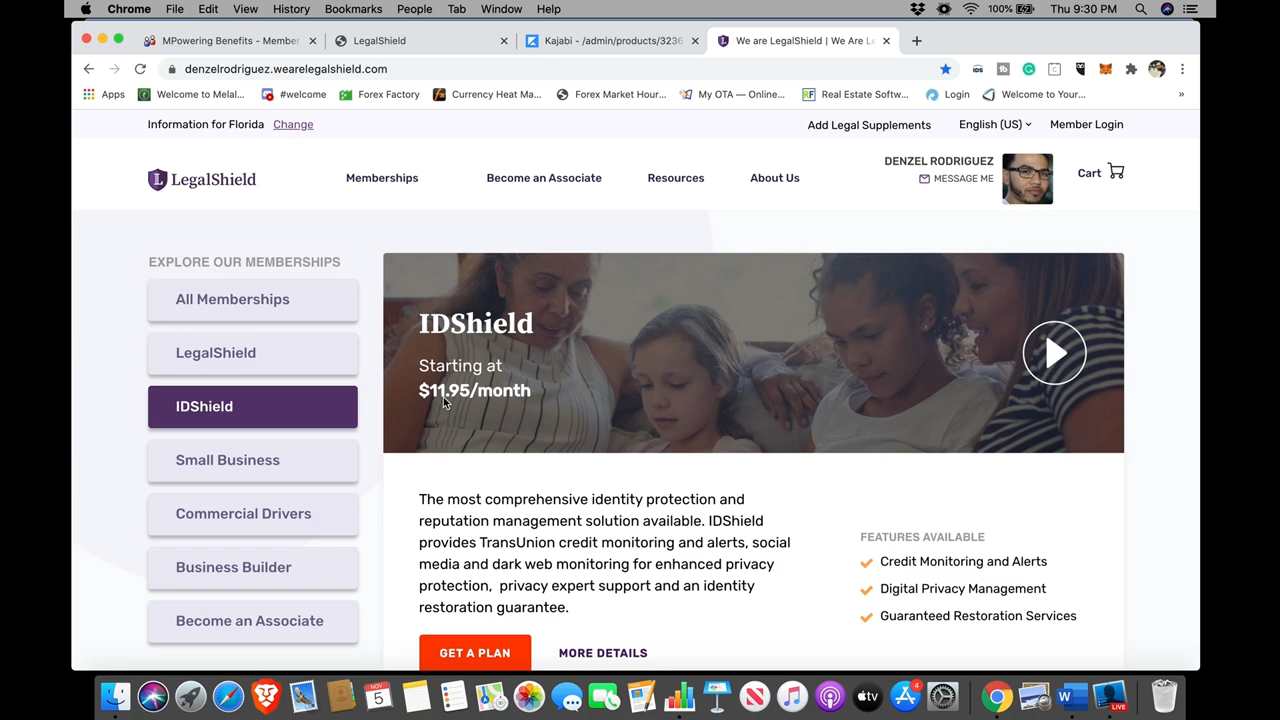 Chrome File Edit View History Bookmarks People Tab Window Help 100% Thu 9:30 PM
MPowering Benefits - Member
LegalShield
Kajabi - /admin/products/3236
We are LegalShield | We Are Le
denzelrodriguez.wearelegalshield.com
Apps Welcome to Melal... #welcome Forex Factory Currency Heat Ma... Forex Market Hour... My OTA — Online... Real Estate Softw... Login Welcome to Your... »
Information for Florida Change Add Legal Supplements English (US) Member Login
LegalShield
Memberships Become an Associate Resources About Us
DENZEL RODRIGUEZ
MESSAGE ME
Cart
EXPLORE OUR MEMBERSHIPS
All Memberships
LegalShield
IDShield
Small Business
Commercial Drivers
Business Builder
Become an Associate
IDShield
Starting at
$11.95/month
The most comprehensive identity protection and
reputation management solution available. IDShield
provides TransUnion credit monitoring and alerts, social
media and dark web monitoring for enhanced privacy
protection, privacy expert support and an identity
restoration guarantee.
GET A PLAN MORE DETAILS
FEATURES AVAILABLE
Credit Monitoring and Alerts
Digital Privacy Management
Guaranteed Restoration Services
NOV
5
tv
4
LIVE